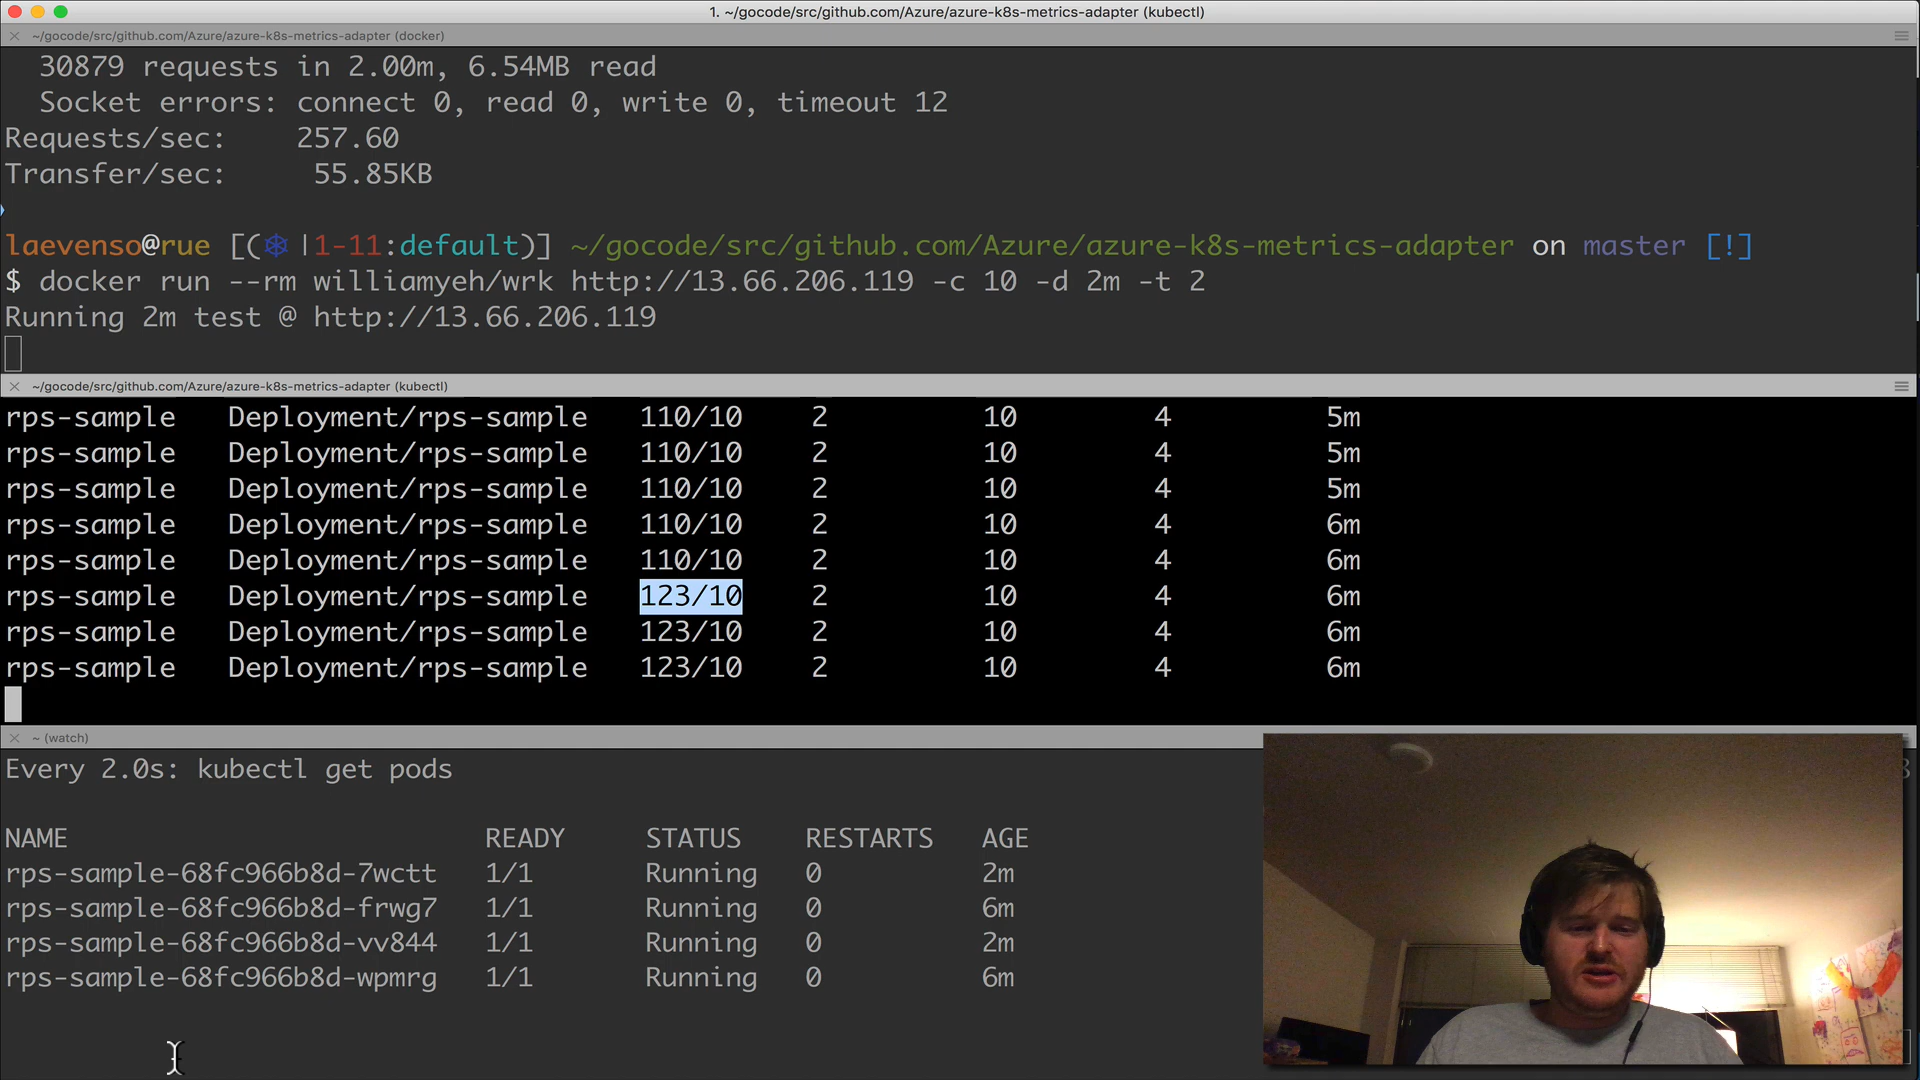 1. ~/gocode/src/github.com/Azure/azure-k8s-metrics-adapter (kubectl)
~/gocode/src/github.com/Azure/azure-k8s-metrics-adapter (docker)
30879 requests in 2.00m, 6.54MB read
Socket errors: connect 0, read 0, write 0, timeout 12
Requests/sec: 257.60
Transfer/sec: 55.85KB
laevenso@rue [(⎈ |1-11:default)] ~/gocode/src/github.com/Azure/azure-k8s-metrics-adapter on master [!]
$ docker run --rm williamyeh/wrk http://13.66.206.119 -c 10 -d 2m -t 2
Running 2m test @ http://13.66.206.119
~/gocode/src/github.com/Azure/azure-k8s-metrics-adapter (kubectl)
rps-sample Deployment/rps-sample 110/10 2 10 4 5m
rps-sample Deployment/rps-sample 110/10 2 10 4 5m
rps-sample Deployment/rps-sample 110/10 2 10 4 5m
rps-sample Deployment/rps-sample 110/10 2 10 4 6m
rps-sample Deployment/rps-sample 110/10 2 10 4 6m
rps-sample Deployment/rps-sample 123/10 2 10 4 6m
rps-sample Deployment/rps-sample 123/10 2 10 4 6m
rps-sample Deployment/rps-sample 123/10 2 10 4 6m
~ (watch)
Every 2.0s: kubectl get pods
NAME READY STATUS RESTARTS AGE
rps-sample-68fc966b8d-7wctt 1/1 Running 0 2m
rps-sample-68fc966b8d-frwg7 1/1 Running 0 6m
rps-sample-68fc966b8d-vv844 1/1 Running 0 2m
rps-sample-68fc966b8d-wpmrg 1/1 Running 0 6m